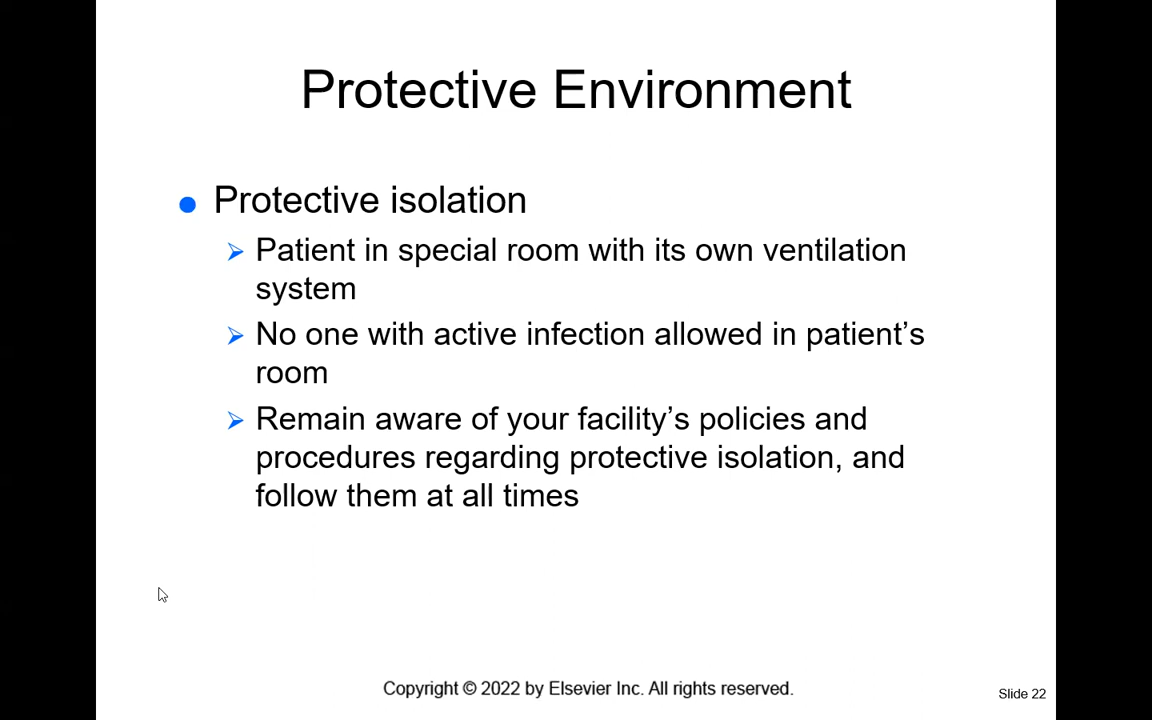 Protective Environment
Protective isolation
Patient in special room with its own ventilation
system
No one with active infection allowed in patient’s
room
Remain aware of your facility’s policies and
procedures regarding protective isolation, and
follow them at all times
Copyright © 2022 by Elsevier Inc. All rights reserved.
Slide 22